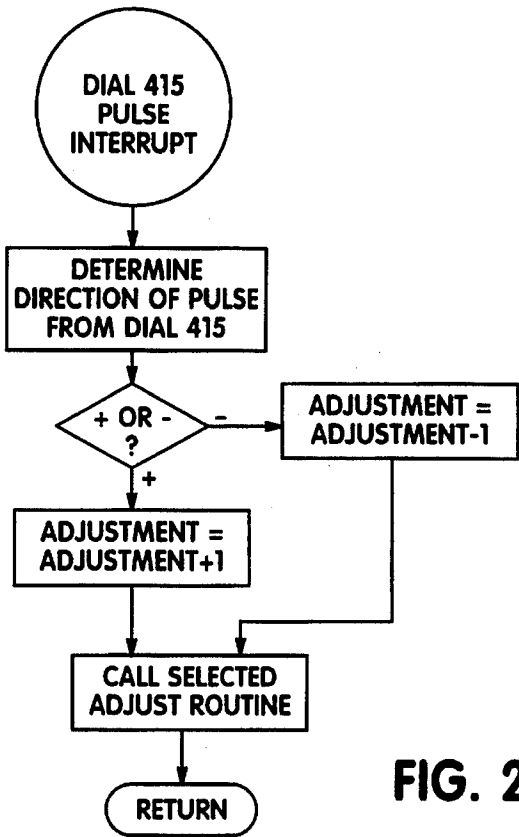 DIAL 415
PULSE
INTERRUPT
DETERMINE
DIRECTION OF PULSE
FROM DIAL 415
+ OR -
?
-
+
ADJUSTMENT =
ADJUSTMENT-1
ADJUSTMENT =
ADJUSTMENT+1
CALL SELECTED
ADJUST ROUTINE
RETURN
FIG. 2